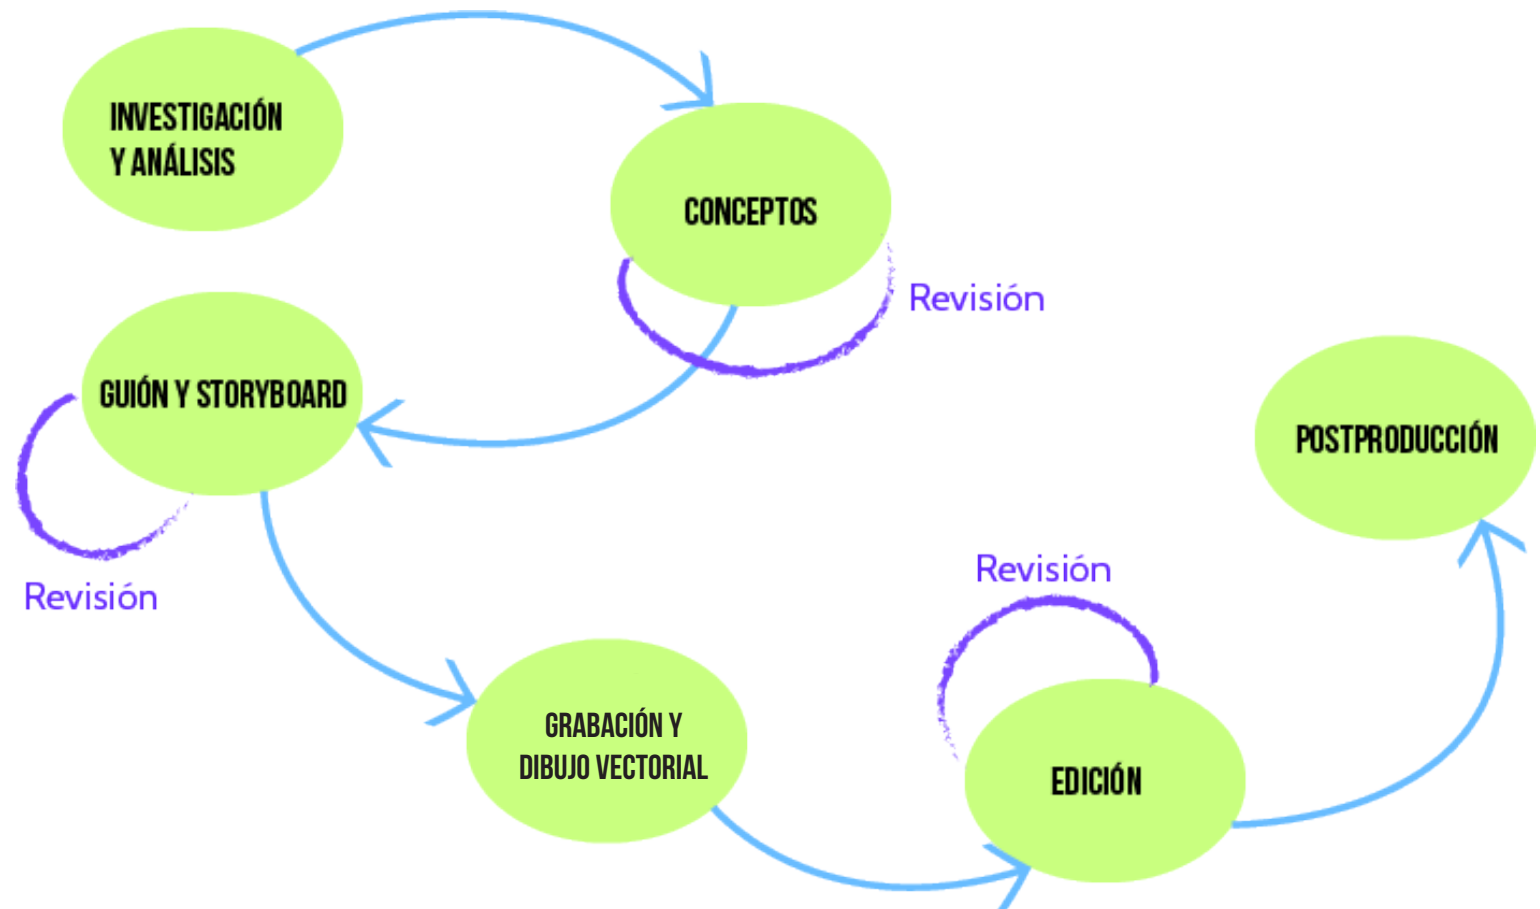 INVESTIGACIÓN
Y ANÁLISIS
CONCEPTOS
Revisión
GUIÓN Y STORYBOARD
Revisión
GRABACIÓN Y
DIBUJO VECTORIAL
Revisión
EDICIÓN
POSTPRODUCCIÓN